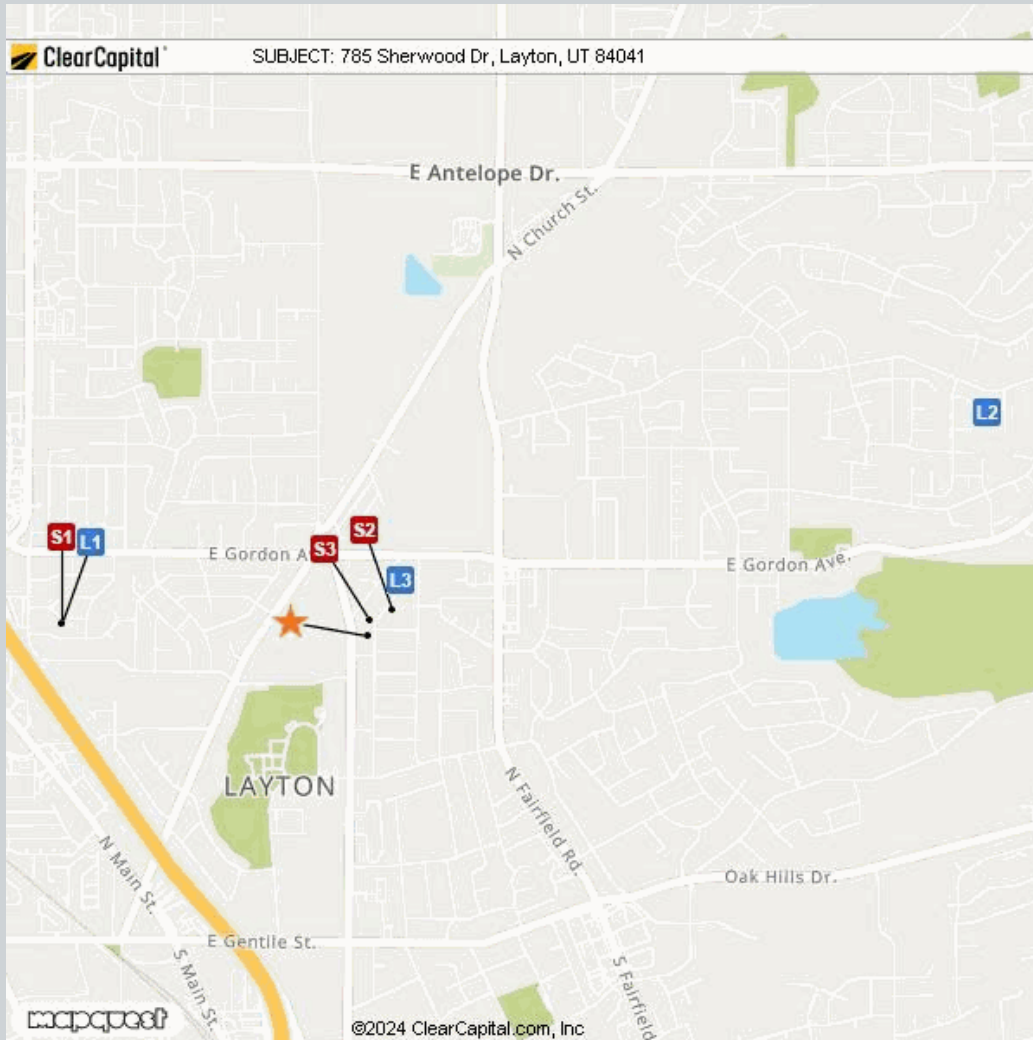 ClearCapital
SUBJECT: 785 Sherwood Dr, Layton, UT 84041
E Antelope Dr.
N Church St.
L2
S1
L1
E Gordon A
S3
S2
L3
E Gordon Ave.
LAYTON
N Fairfield Rd.
N Main St.
Oak Hills Dr.
E Gentile St.
S Main St.
S Fairfield
mapquest
©2024 ClearCapital.com, Inc